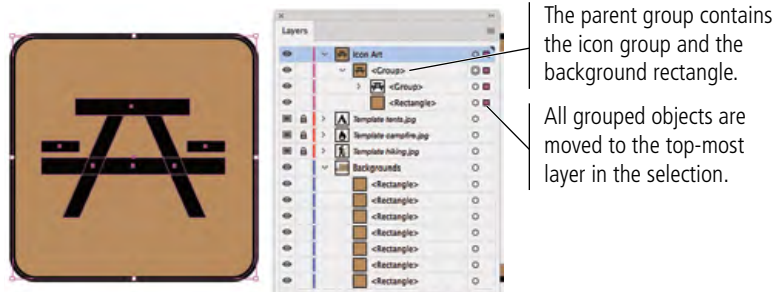 Layers
Icon Art
<Group>
<Group>
<Rectangle>
Template tents.jpg
Template campfire.jpg
Template hiking.jpg
Backgrounds
<Rectangle>
<Rectangle>
<Rectangle>
<Rectangle>
<Rectangle>
<Rectangle>
<Rectangle>
The parent group contains
the icon group and the
background rectangle.
All grouped objects are
moved to the top-most
layer in the selection.